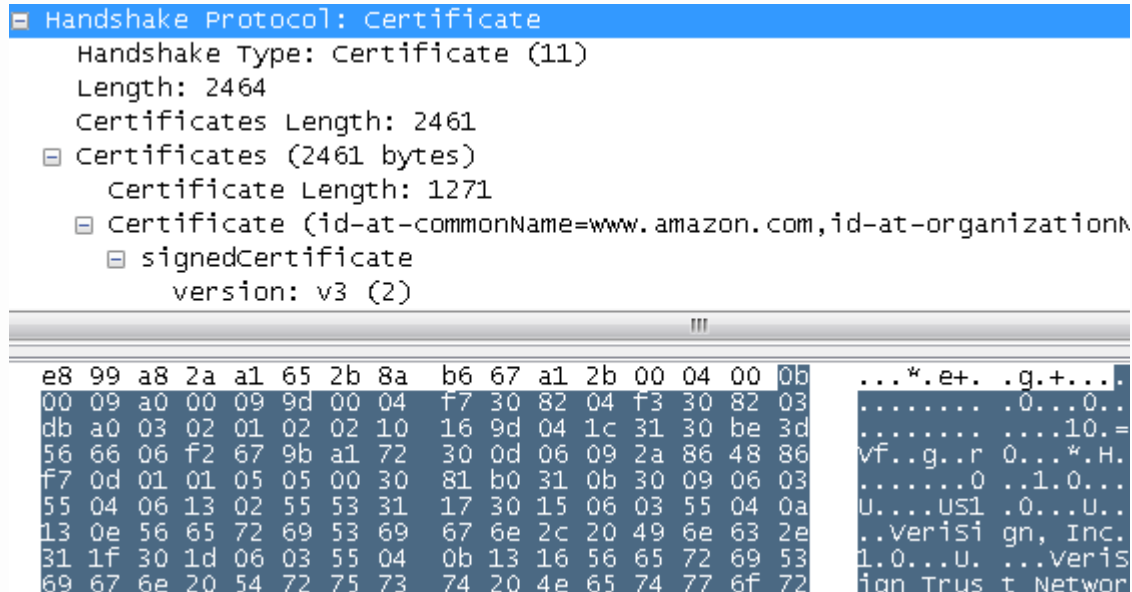 Handshake Protocol: Certificate
Handshake Type: Certificate (11)
Length: 2464
Certificates Length: 2461
Certificates (2461 bytes)
Certificate Length: 1271
Certificate (id-at-commonName=www.amazon.com,id-at-organizationN
signedCertificate
version: v3 (2)
e8 99 a8 2a a1 65 2b 8a b6 67 a1 2b 00 04 00 0b ...*.e+. .g.+....
00 09 a0 00 09 9d 00 04 f7 30 82 04 f3 30 82 03 ........ .0...0..
db a0 03 02 01 02 02 10 16 9d 04 1c 31 30 be 3d ........ ....10.=
56 66 06 f2 67 9b a1 72 30 0d 06 09 2a 86 48 86 Vf..g..r 0...*.H.
f7 0d 01 01 05 05 00 30 81 b0 31 0b 30 09 06 03 .......0 ..1.0...
55 04 06 13 02 55 53 31 17 30 15 06 03 55 04 0a U....US1 .0...U..
13 0e 56 65 72 69 53 69 67 6e 2c 20 49 6e 63 2e ..VeriSi gn, Inc.
31 1f 30 1d 06 03 55 04 0b 13 16 56 65 72 69 53 1.0...U. ...VeriS
69 67 6e 20 54 72 75 73 74 20 4e 65 74 77 6f 72 ign Trus t Networ